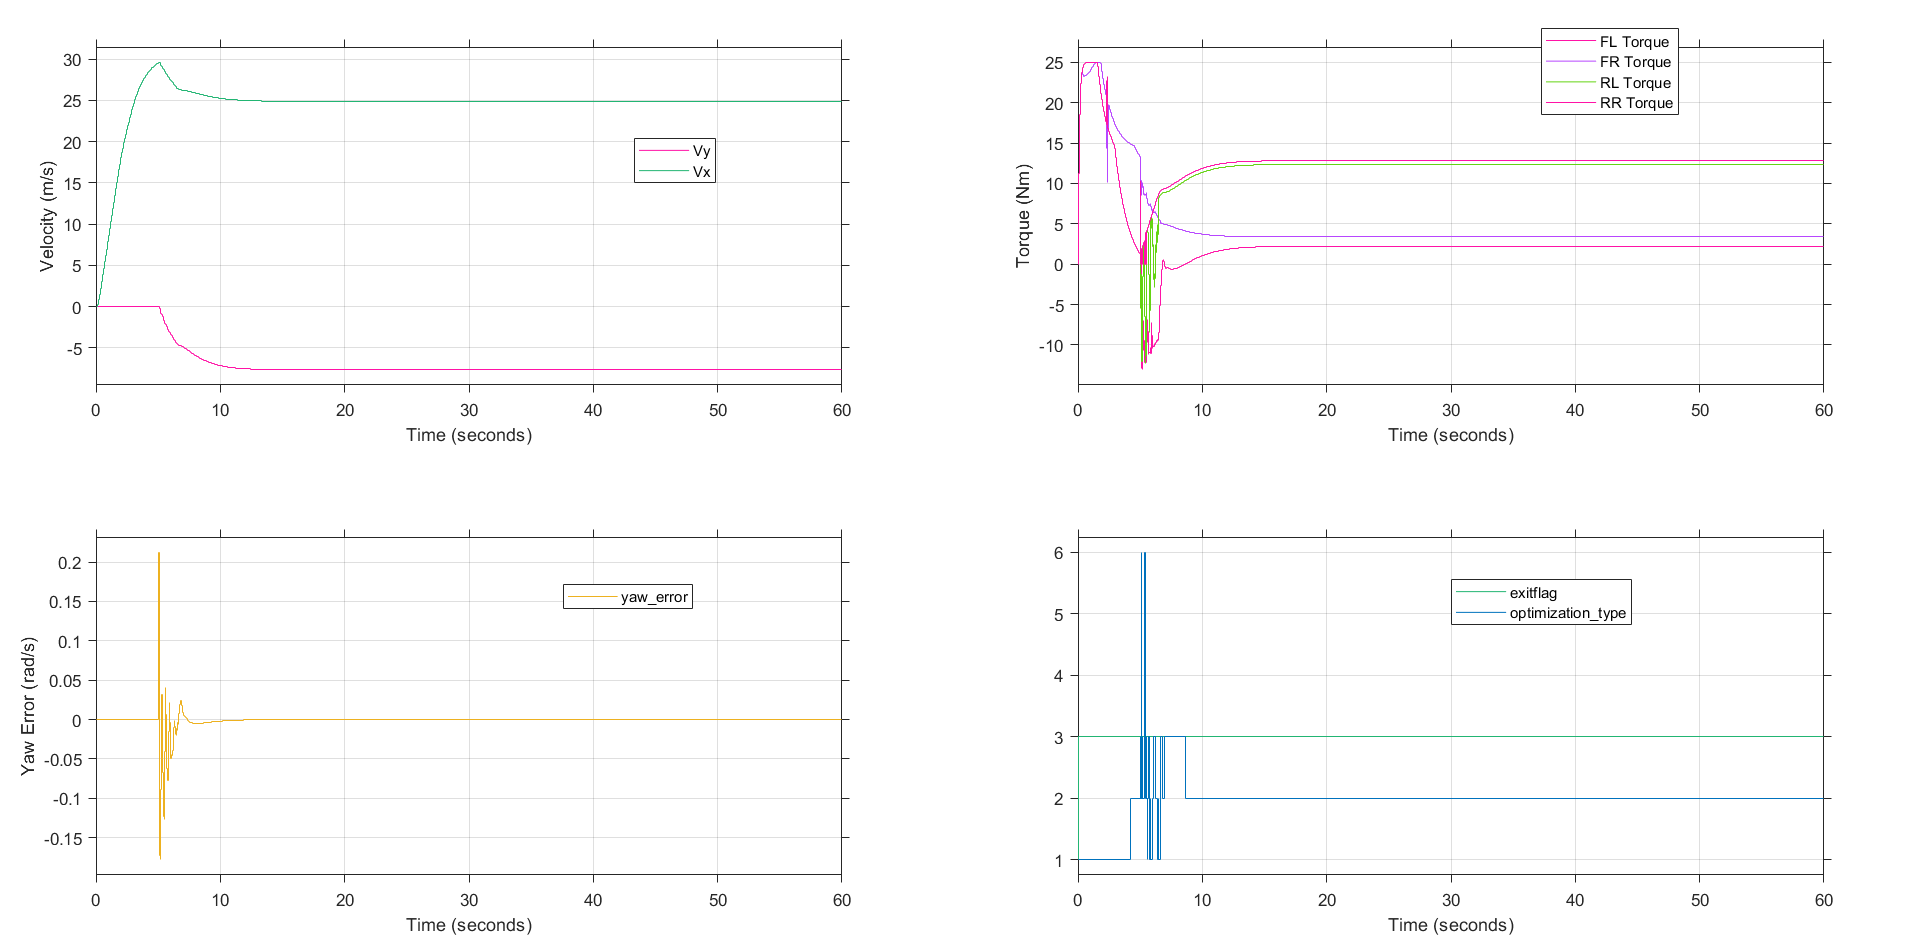 30
25
20
15
10
5
0
-5
Velocity (m/s)
Vy
Vx
0 10 20 30 40 50 60
Time (seconds)
25
20
15
10
5
0
-5
-10
Torque (Nm)
FL Torque
FR Torque
RL Torque
RR Torque
0 10 20 30 40 50 60
Time (seconds)
0.2
0.15
0.1
0.05
0
-0.05
-0.1
-0.15
Yaw Error (rad/s)
yaw_error
0 10 20 30 40 50 60
Time (seconds)
6
5
4
3
2
1
exitflag
optimization_type
0 10 20 30 40 50 60
Time (seconds)